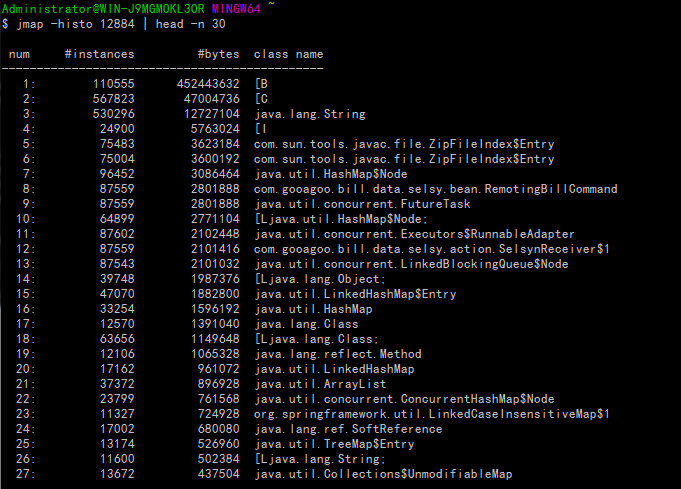 Administrator@WIN-J9MGMOKL3OR MINGW64 ~
$ jmap -histo 12884 | head -n 30
num #instances #bytes class name
----------------------------------------------
1: 110555 452443632 [B
2: 567823 47004736 [C
3: 530296 12727104 java.lang.String
4: 24900 5763024 [I
5: 75483 3623184 com.sun.tools.javac.file.ZipFileIndex$Entry
6: 75004 3600192 com.sun.tools.javac.file.ZipFileIndex$Entry
7: 96452 3086464 java.util.HashMap$Node
8: 87559 2801888 com.gooagoo.bill.data.selsy.bean.RemotingBillCommand
9: 87559 2801888 java.util.concurrent.FutureTask
10: 64899 2771104 [Ljava.util.HashMap$Node;
11: 87602 2102448 java.util.concurrent.Executors$RunnableAdapter
12: 87559 2101416 com.gooagoo.bill.data.selsy.action.SelsynReceiver$1
13: 87543 2101032 java.util.concurrent.LinkedBlockingQueue$Node
14: 39748 1987376 [Ljava.lang.Object;
15: 47070 1882800 java.util.LinkedHashMap$Entry
16: 33254 1596192 java.util.HashMap
17: 12570 1391040 java.lang.Class
18: 63656 1149648 [Ljava.lang.Class;
19: 12106 1065328 java.lang.reflect.Method
20: 17162 961072 java.util.LinkedHashMap
21: 37372 896928 java.util.ArrayList
22: 23799 761568 java.util.concurrent.ConcurrentHashMap$Node
23: 11327 724928 org.springframework.util.LinkedCaseInsensitiveMap$1
24: 17002 680080 java.lang.ref.SoftReference
25: 13174 526960 java.util.TreeMap$Entry
26: 11600 502384 [Ljava.lang.String;
27: 13672 437504 java.util.Collections$UnmodifiableMap